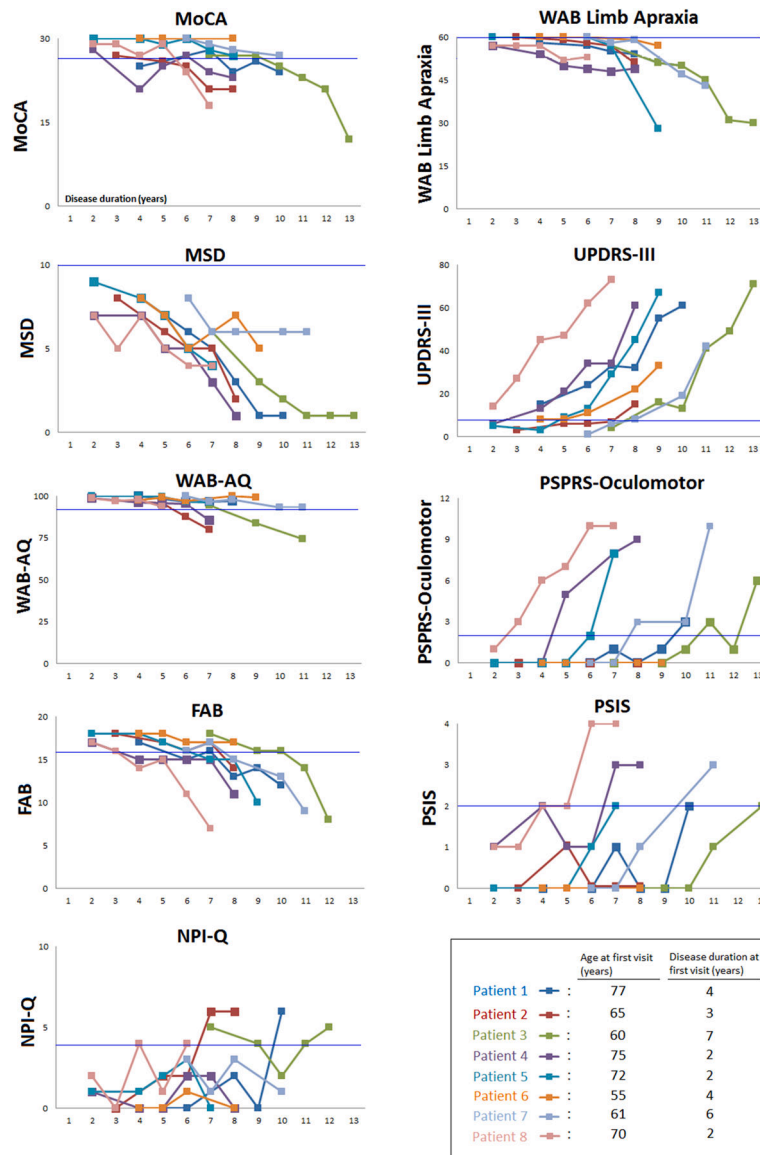 MoCA
MoCA
30
15
0
Disease duration (years)
1 2 3 4 5 6 7 8 9 10 11 12 13
WAB Limb Apraxia
WAB Limb Apraxia
60
45
30
15
0
1 2 3 4 5 6 7 8 9 10 11 12 13
MSD
MSD
10
5
0
1 2 3 4 5 6 7 8 9 10 11 12 13
UPDRS-III
UPDRS-III
80
60
40
20
0
1 2 3 4 5 6 7 8 9 10 11 12 13
WAB-AQ
WAB-AQ
100
75
50
25
0
1 2 3 4 5 6 7 8 9 10 11 12 13
PSPRS-Oculomotor
PSPRS-Oculomotor
12
9
6
3
0
1 2 3 4 5 6 7 8 9 10 11 12 13
FAB
FAB
20
15
10
5
0
1 2 3 4 5 6 7 8 9 10 11 12 13
PSIS
PSIS
4
3
2
1
0
1 2 3 4 5 6 7 8 9 10 11 12
NPI-Q
NPI-Q
10
5
0
1 2 3 4 5 6 7 8 9 10 11 12 13
Age at first visit Disease duration at
(years) first visit (years)
Patient 1 : 77 4
Patient 2 : 65 3
Patient 3 : 60 7
Patient 4 : 75 2
Patient 5 : 72 2
Patient 6 : 55 4
Patient 7 : 61 6
Patient 8 : 70 2